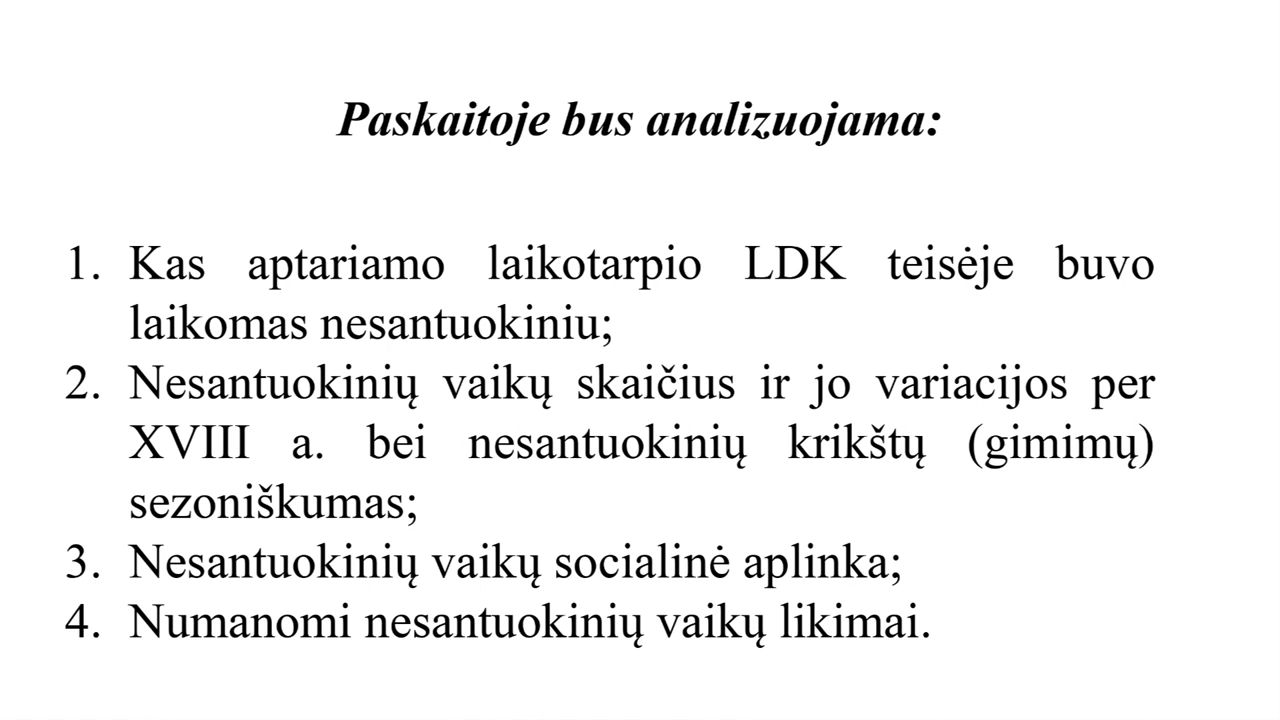 Paskaitoje bus analizuojama:
1. Kas aptariamo laikotarpio LDK teisėje buvo
laikomas nesantuokiniu;
2. Nesantuokinių vaikų skaičius ir jo variacijos per
XVIII a. bei nesantuokinių krikštų (gimimų)
sezoniškumas;
3. Nesantuokinių vaikų socialinė aplinka;
4. Numanomi nesantuokinių vaikų likimai.